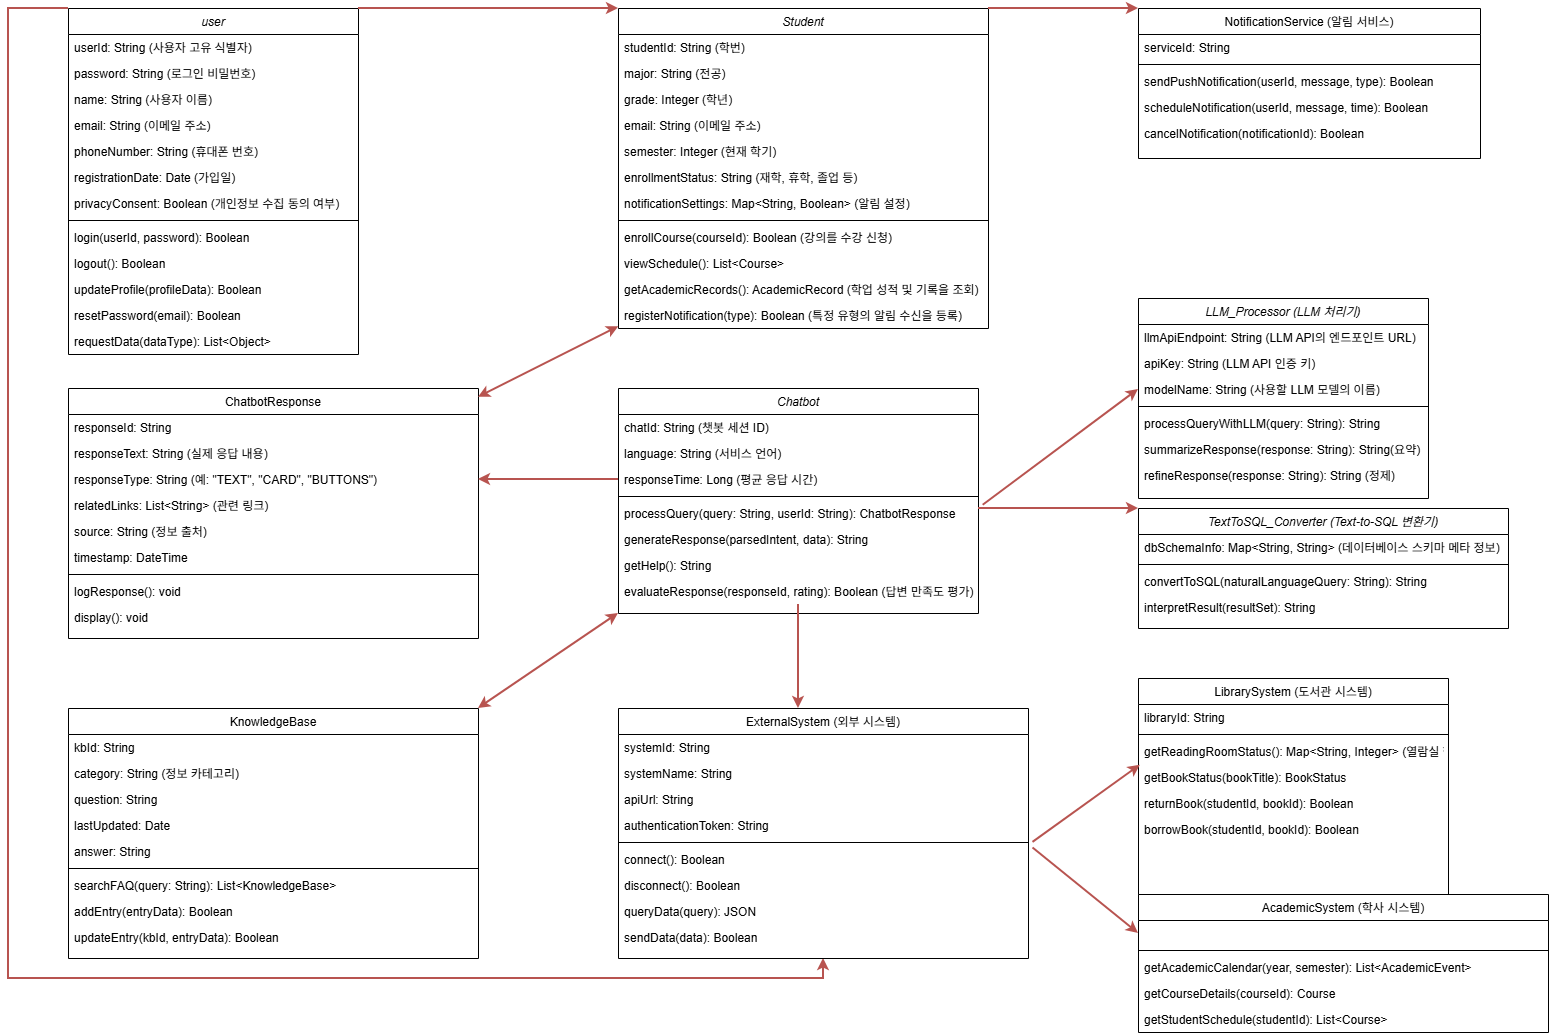 user
userId: String (사용자 고유 식별자)
password: String (로그인 비밀번호)
name: String (사용자 이름)
email: String (이메일 주소)
phoneNumber: String (휴대폰 번호)
registrationDate: Date (가입일)
privacyConsent: Boolean (개인정보 수집 동의 여부)
login(userId, password): Boolean
logout(): Boolean
updateProfile(profileData): Boolean
resetPassword(email): Boolean
requestData(dataType): List<Object>
Student
studentId: String (학번)
major: String (전공)
grade: Integer (학년)
email: String (이메일 주소)
semester: Integer (현재 학기)
enrollmentStatus: String (재학, 휴학, 졸업 등)
notificationSettings: Map<String, Boolean> (알림 설정)
enrollCourse(courseId): Boolean (강의를 수강 신청)
viewSchedule(): List<Course>
getAcademicRecords(): AcademicRecord (학업 성적 및 기록을 조회)
registerNotification(type): Boolean (특정 유형의 알림 수신을 등록)
NotificationService (알림 서비스)
serviceId: String
sendPushNotification(userId, message, type): Boolean
scheduleNotification(userId, message, time): Boolean
cancelNotification(notificationId): Boolean
LLM_Processor (LLM 처리기)
llmApiEndpoint: String (LLM API의 엔드포인트 URL)
apiKey: String (LLM API 인증 키)
modelName: String (사용할 LLM 모델의 이름)
processQueryWithLLM(query: String): String
summarizeResponse(response: String): String(요약)
refineResponse(response: String): String (정제)
ChatbotResponse
responseId: String
responseText: String (실제 응답 내용)
responseType: String (예: "TEXT", "CARD", "BUTTONS")
relatedLinks: List<String> (관련 링크)
source: String (정보 출처)
timestamp: DateTime
logResponse(): void
display(): void
Chatbot
chatId: String (챗봇 세션 ID)
language: String (서비스 언어)
responseTime: Long (평균 응답 시간)
processQuery(query: String, userId: String): ChatbotResponse
generateResponse(parsedIntent, data): String
getHelp(): String
evaluateResponse(responseId, rating): Boolean (답변 만족도 평가)
TextToSQL_Converter (Text-to-SQL 변환기)
dbSchemaInfo: Map<String, String> (데이터베이스 스키마 메타 정보)
convertToSQL(naturalLanguageQuery: String): String
interpretResult(resultSet): String
KnowledgeBase
kbId: String
category: String (정보 카테고리)
question: String
lastUpdated: Date
answer: String
searchFAQ(query: String): List<KnowledgeBase>
addEntry(entryData): Boolean
updateEntry(kbId, entryData): Boolean
ExternalSystem (외부 시스템)
systemId: String
systemName: String
apiUrl: String
authenticationToken: String
connect(): Boolean
disconnect(): Boolean
queryData(query): JSON
sendData(data): Boolean
LibrarySystem (도서관 시스템)
libraryId: String
getReadingRoomStatus(): Map<String, Integer> (열람실
getBookStatus(bookTitle): BookStatus
returnBook(studentId, bookId): Boolean
borrowBook(studentId, bookId): Boolean
AcademicSystem (학사 시스템)
getAcademicCalendar(year, semester): List<AcademicEvent>
getCourseDetails(courseId): Course
getStudentSchedule(studentId): List<Course>